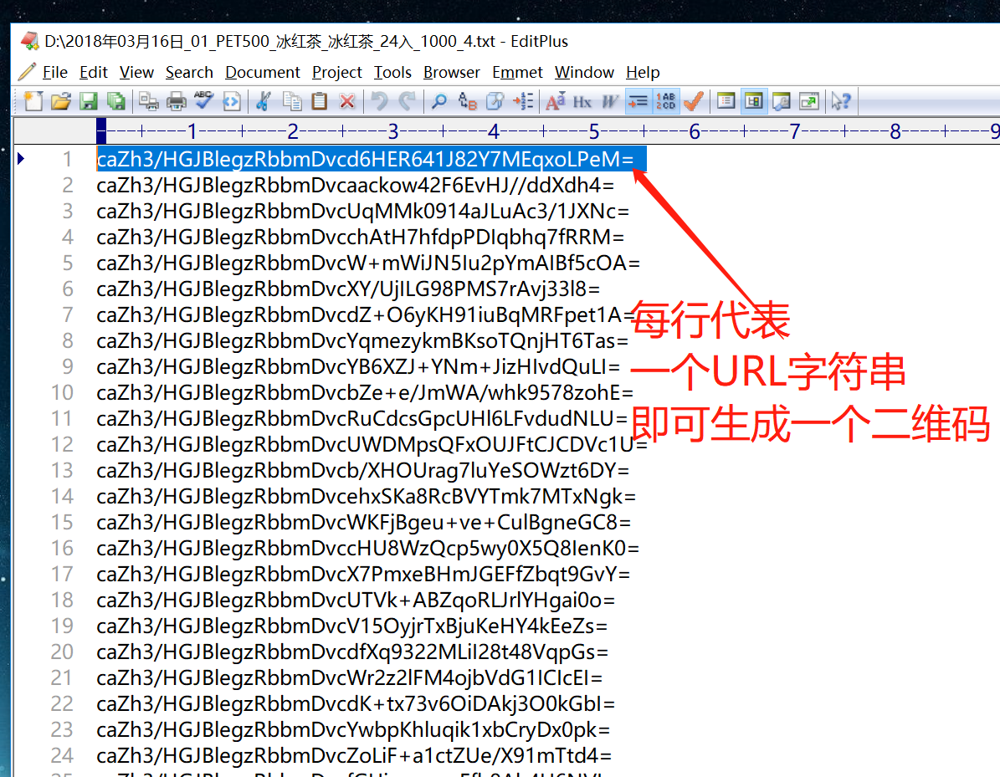 D:\2018年03月16日_01_PET500_冰红茶_冰红茶_24入_1000_4.txt - EditPlus
File Edit View Search Document Project Tools Browser Emmet Window Help
----+----1----+----2----+----3----+----4----+----5----+----6----+----7----+----8----+----9
1 caZh3/HGJBlegzRbbmDvcd6HER641J82Y7MEqxoLPeM=
2 caZh3/HGJBlegzRbbmDvcaackow42F6EvHJ//ddXdh4=
3 caZh3/HGJBlegzRbbmDvcUqMMk0914aJLuAc3/1JXNc=
4 caZh3/HGJBlegzRbbmDvcchAtH7hfdpPDIqbhq7fRRM=
5 caZh3/HGJBlegzRbbmDvcW+mWiJN5Iu2pYmAIBf5cOA=
6 caZh3/HGJBlegzRbbmDvcXY/UjILG98PMS7rAvj33l8=
7 caZh3/HGJBlegzRbbmDvcdZ+O6yKH91iuBqMRFpet1A=
每行代表
8 caZh3/HGJBlegzRbbmDvcYqmezykmBKsoTQnjHT6Tas=
9 caZh3/HGJBlegzRbbmDvcYB6XZJ+YNm+JizHIvdQuLI=
一个URL字符串
10 caZh3/HGJBlegzRbbmDvcbZe+e/JmWA/whk9578zohE=
11 caZh3/HGJBlegzRbbmDvcRuCdcsGpcUHl6LFvdudNLU=
即可生成一个二维码
12 caZh3/HGJBlegzRbbmDvcUWDMpsQFxOUJFtCJCDVc1U=
13 caZh3/HGJBlegzRbbmDvcb/XHOUrag7luYeSOWzt6DY=
14 caZh3/HGJBlegzRbbmDvcehxSKa8RcBVYTmk7MTxNgk=
15 caZh3/HGJBlegzRbbmDvcWKFjBgeu+ve+CulBgneGC8=
16 caZh3/HGJBlegzRbbmDvccHU8WzQcp5wy0X5Q8IenK0=
17 caZh3/HGJBlegzRbbmDvcX7PmxeBHmJGEFfZbqt9GvY=
18 caZh3/HGJBlegzRbbmDvcUTVk+ABZqoRLJrlYHgai0o=
19 caZh3/HGJBlegzRbbmDvcV15OyjrTxBjuKeHY4kEeZs=
20 caZh3/HGJBlegzRbbmDvcdfXq9322MLiI28t48VqpGs=
21 caZh3/HGJBlegzRbbmDvcWr2z2lFM4ojbVdG1ICIcEI=
22 caZh3/HGJBlegzRbbmDvcdK+tx73v6OiDAkj3O0kGbI=
23 caZh3/HGJBlegzRbbmDvcYwbpKhluqik1xbCryDx0pk=
24 caZh3/HGJBlegzRbbmDvcZoLiF+a1ctZUe/X91mTtd4=